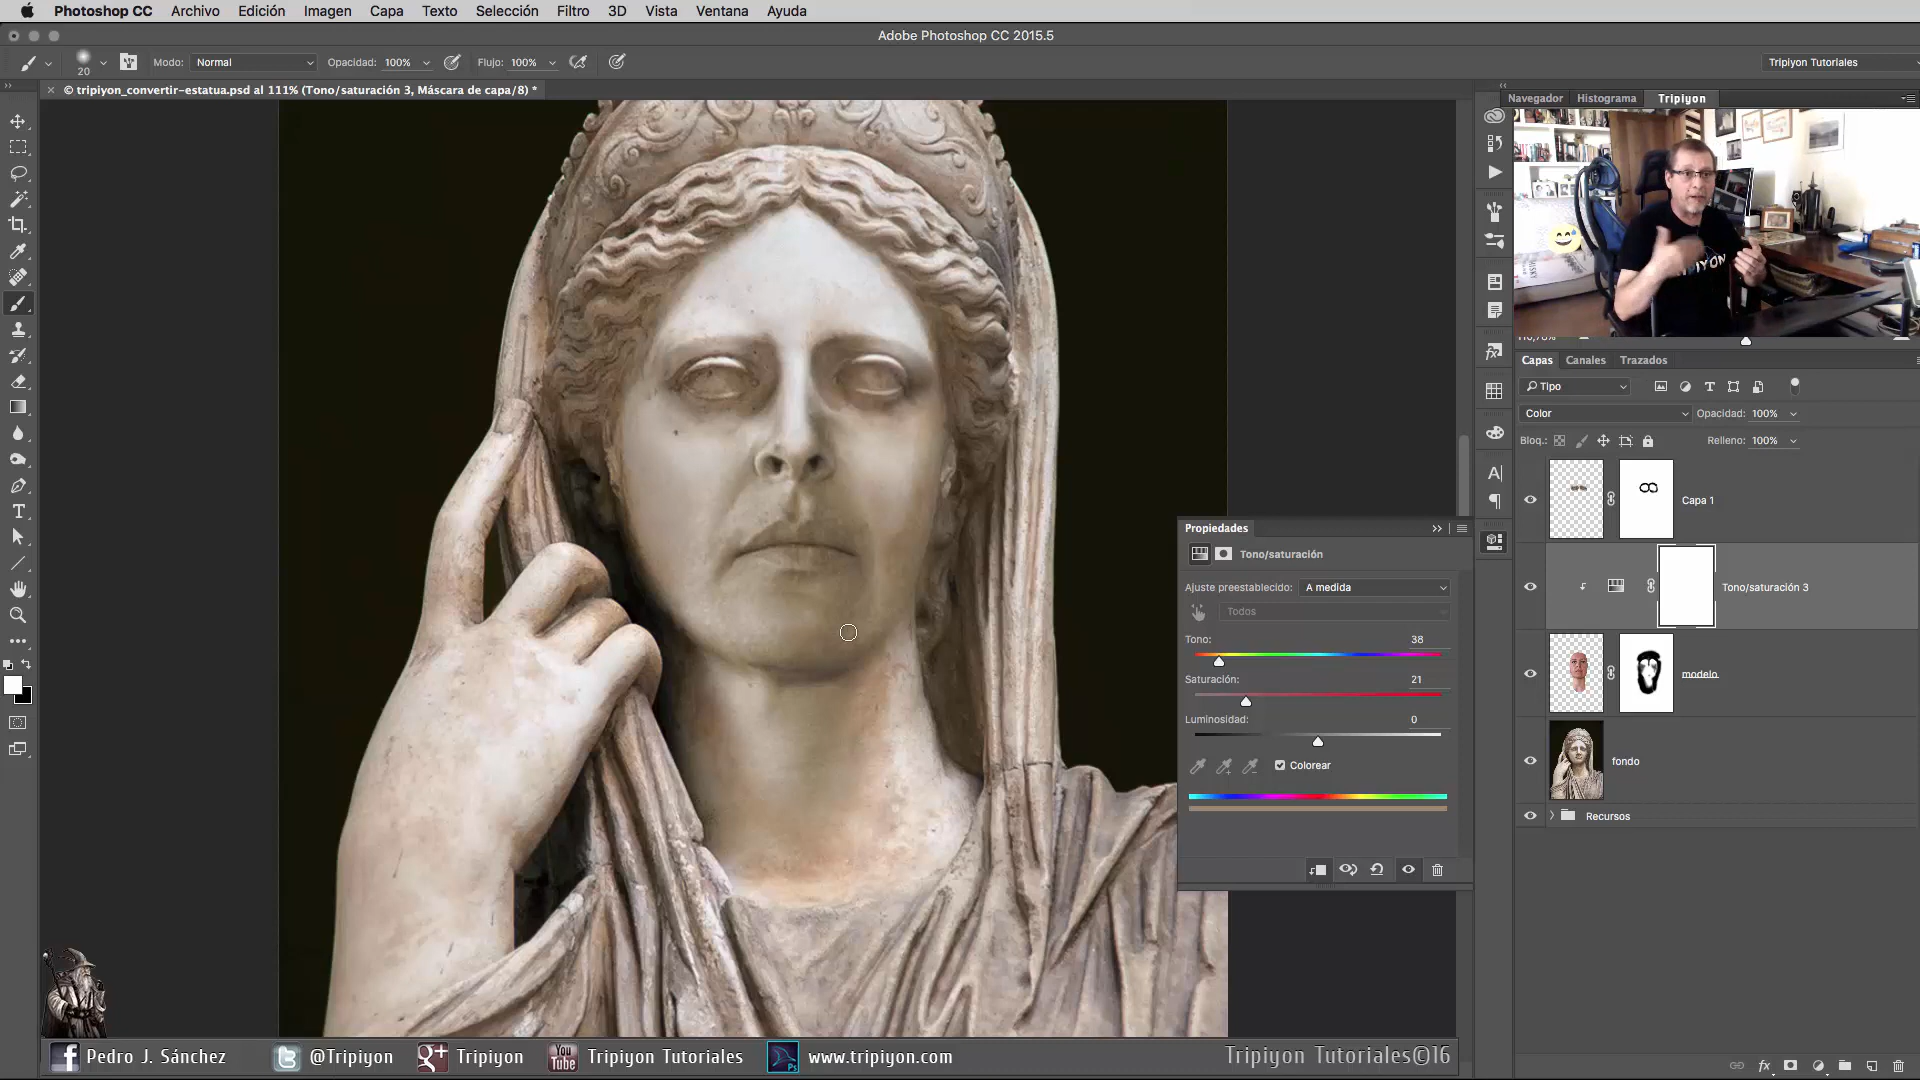 Photoshop CC Archivo Edición Imagen Capa Texto Selección Filtro 3D Vista Ventana Ayuda
Adobe Photoshop CC 2015.5
20 Modo: Normal Opacidad: 100% Flujo: 100% Tripiyon Tutoriales
© tripiyon_convertir-estatua.psd al 111% (Tono/saturación 3, Máscara de capa/8) *
Navegador Histograma Tripiyon
Capas Canales Trazados
Tipo
Color Opacidad: 100%
Bloq.: Relleno: 100%
Capa 1
Tono/saturación 3
modelo
fondo
Recursos
Propiedades
Tono/saturación
Ajuste preestablecido: A medida
Todos
Tono: 38
Saturación: 21
Luminosidad: 0
Colorear
Pedro J. Sánchez @Tripiyon Tripiyon You Tube Tripiyon Tutoriales Ps www.tripiyon.com Tripiyon Tutoriales©16